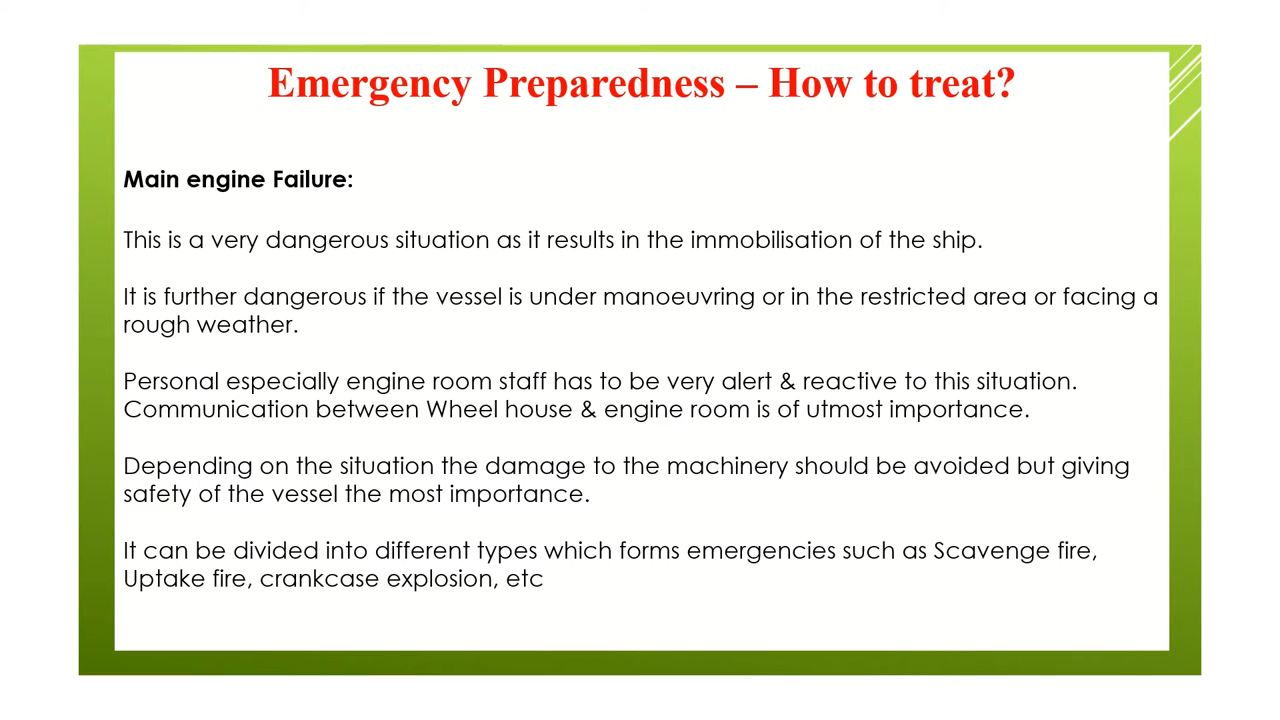 Emergency Preparedness – How to treat?
Main engine Failure:
This is a very dangerous situation as it results in the immobilisation of the ship.
It is further dangerous if the vessel is under manoeuvring or in the restricted area or facing a
rough weather.
Personal especially engine room staff has to be very alert & reactive to this situation.
Communication between Wheel house & engine room is of utmost importance.
Depending on the situation the damage to the machinery should be avoided but giving
safety of the vessel the most importance.
It can be divided into different types which forms emergencies such as Scavenge fire,
Uptake fire, crankcase explosion, etc